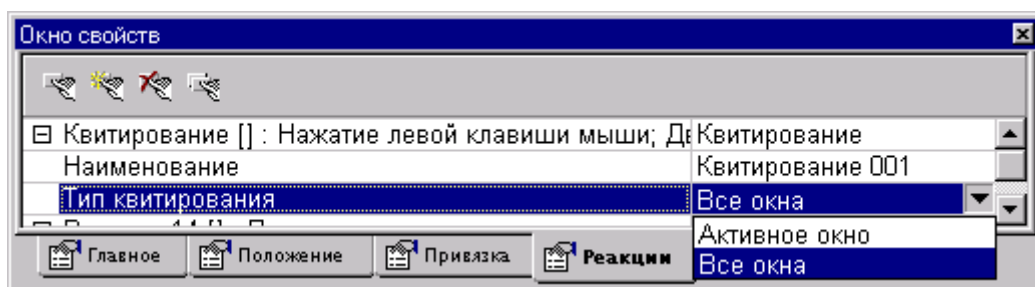 Окно свойств
Квитирование [] : Нажатие левой клавиши мыши; Квитирование
Наименование Квитирование 001
Тип квитирования Все окна
Активное окно
Главное Положение Привязка Реакции Все окна